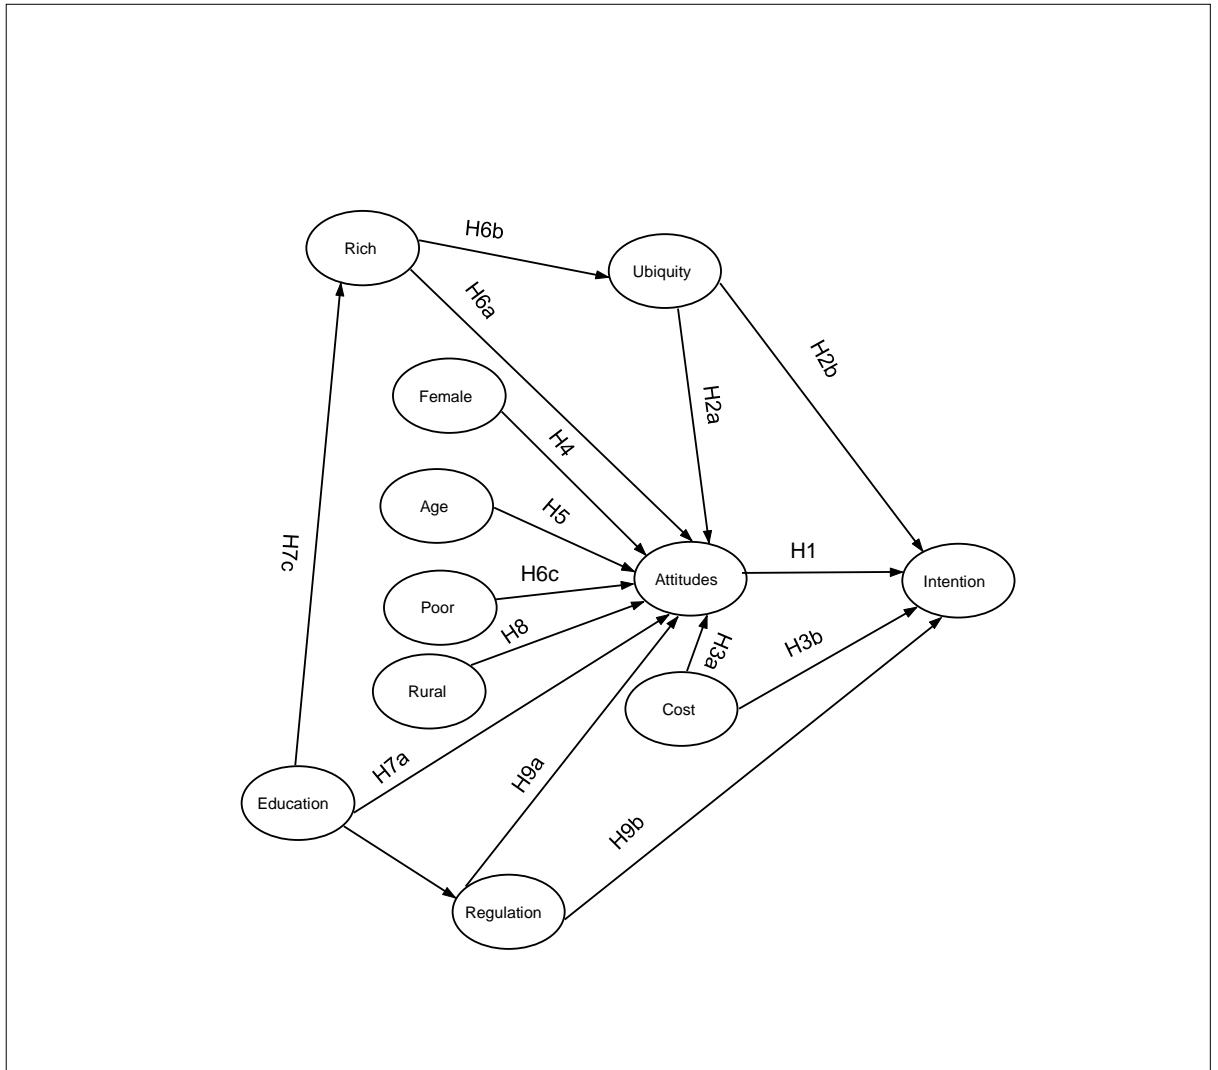 H6b
Rich
Ubiquity
H6a
H2b
Female
H2a
H4
Age
H5
H7c
H1
H6c
Attitudes
Intention
Poor
H8
H3a
H3b
Rural
Cost
H7a
H9a
Education
H9b
Regulation